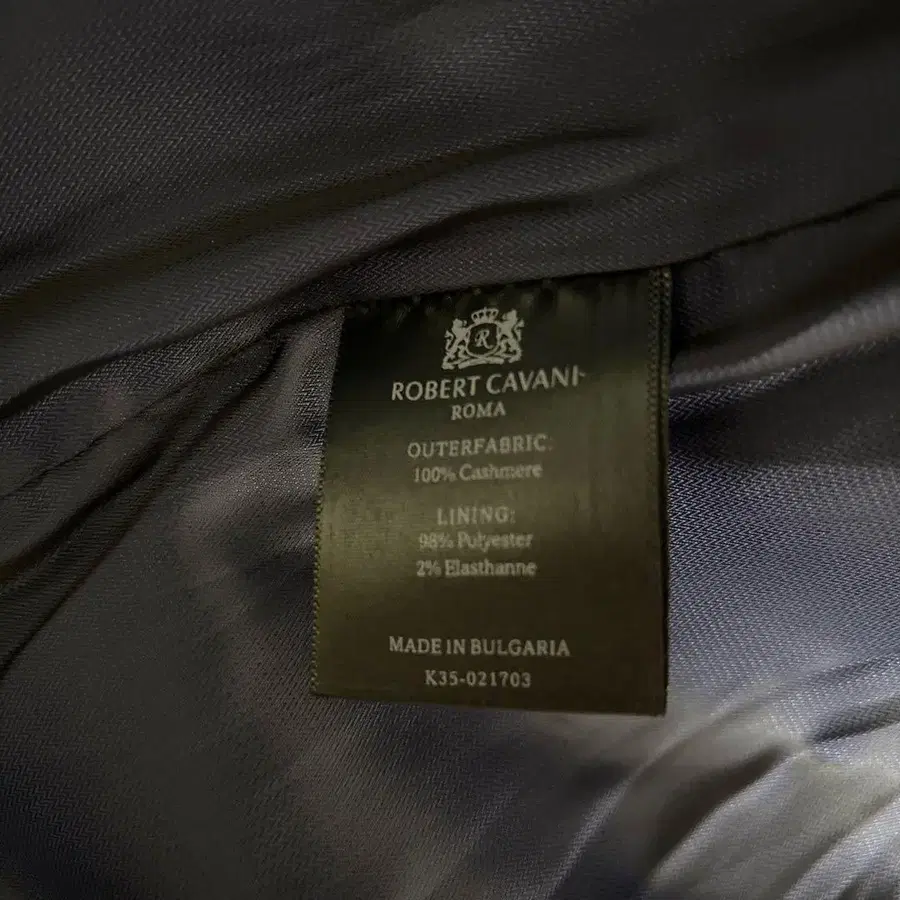 R
ROBERT CAVANI
ROMA
OUTERFABRIC:
100% Cashmere
LINING:
98% Polyester
2% Elasthanne
MADE IN BULGARIA
K35-021703